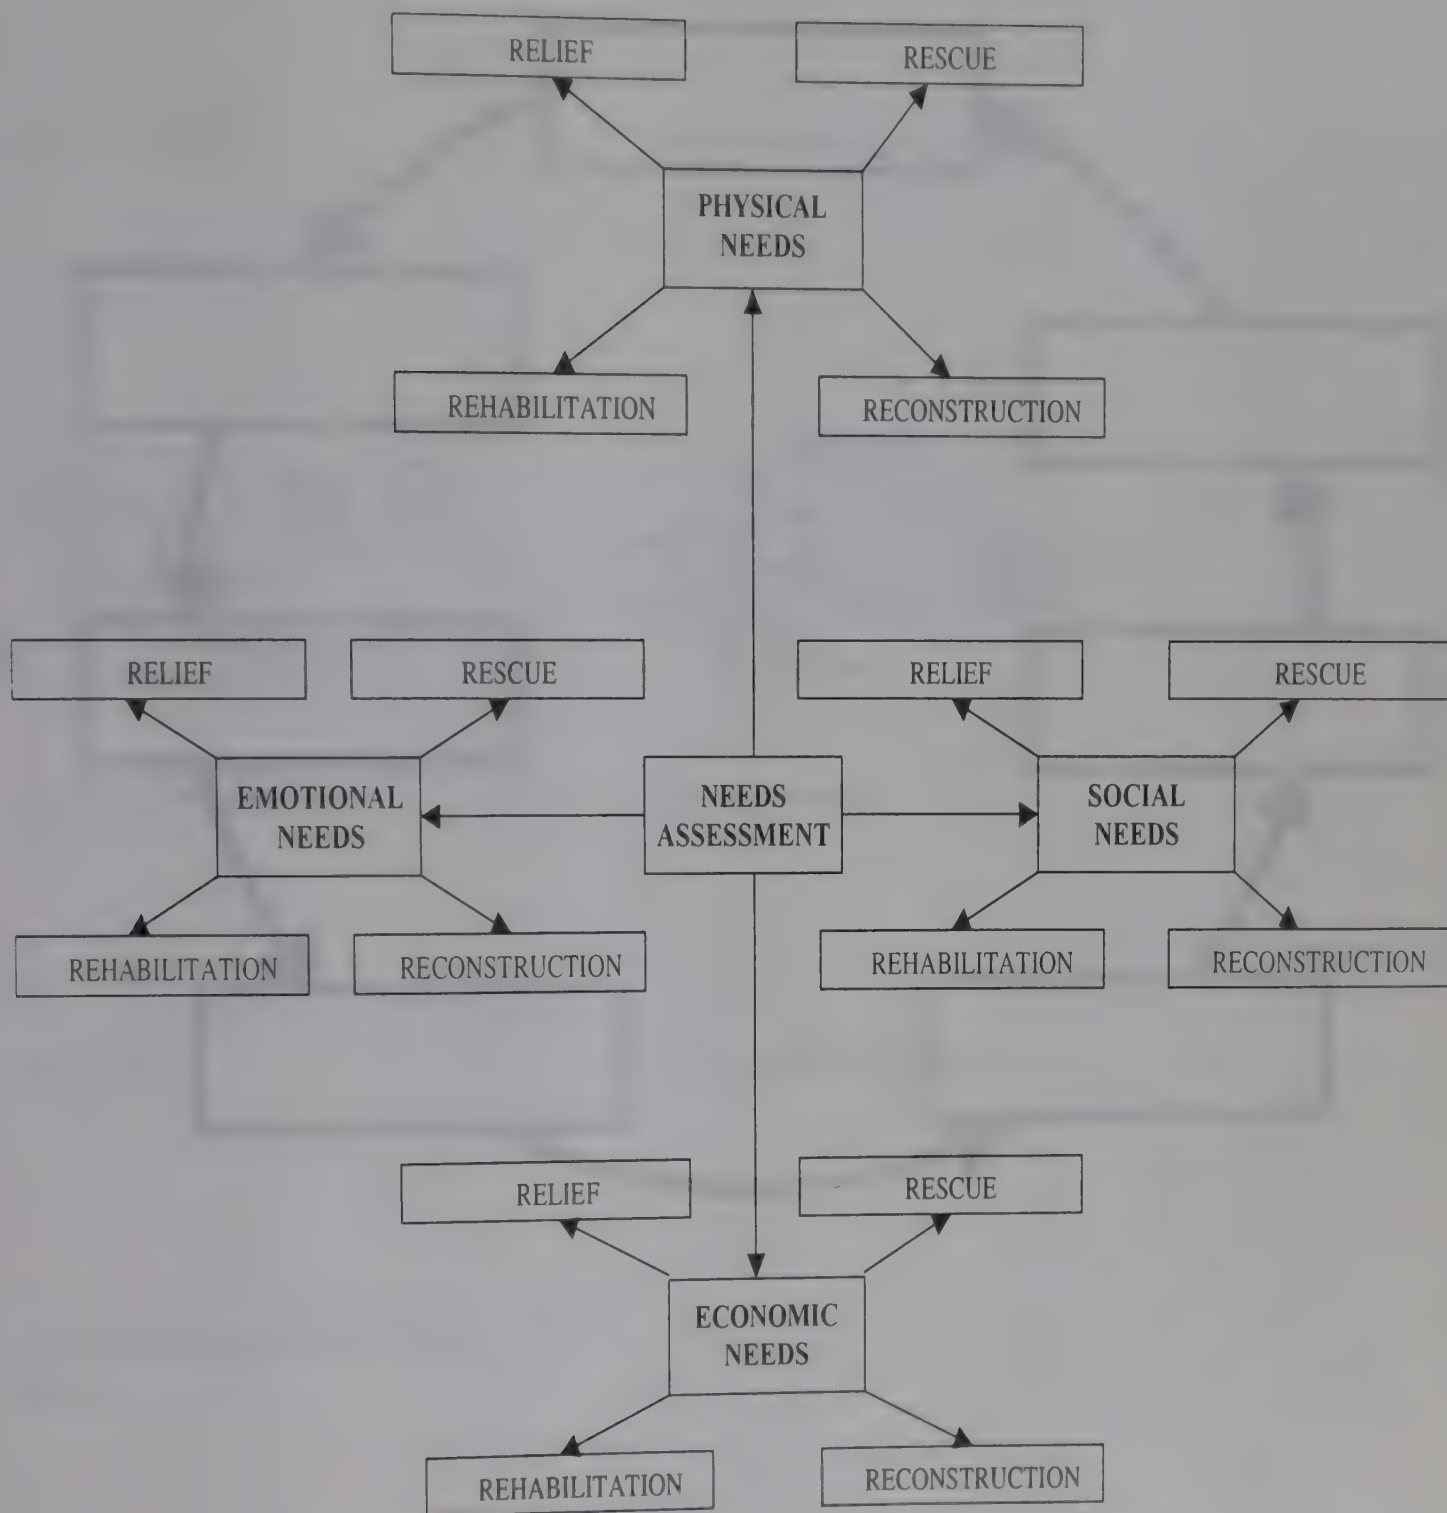 RELIEF
RESCUE
PHYSICAL
NEEDS
REHABILITATION
RECONSTRUCTION
RELIEF
RESCUE
RELIEF
RESCUE
EMOTIONAL
NEEDS
NEEDS
ASSESSMENT
SOCIAL
NEEDS
REHABILITATION
RECONSTRUCTION
REHABILITATION
RECONSTRUCTION
RELIEF
RESCUE
ECONOMIC
NEEDS
REHABILITATION
RECONSTRUCTION